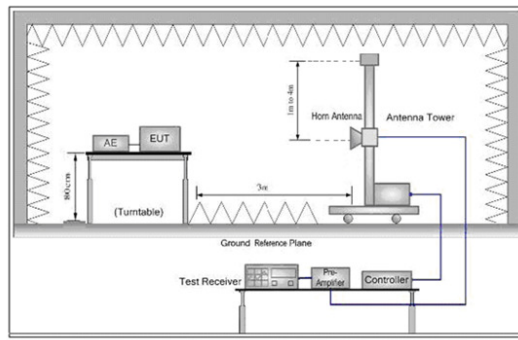 1m to 4m
Horn Antenna
Antenna Tower
AE
EUT
80cm
3m
(Turntable)
Ground Reference Plane
Test Receiver
Pre-
Amplifier
Controller